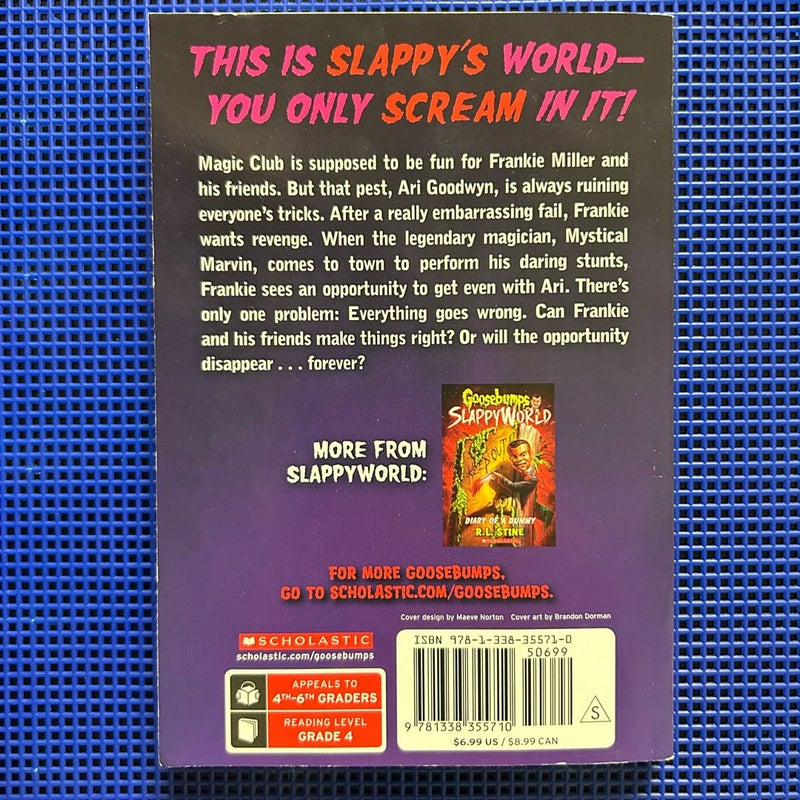 THIS IS SLAPPY'S WORLD—
YOU ONLY SCREAM IN IT!
Magic Club is supposed to be fun for Frankie Miller and
his friends. But that pest, Ari Goodwyn, is always ruining
everyone's tricks. After a really embarrassing fail, Frankie
wants revenge. When the legendary magician, Mystical
Marvin, comes to town to perform his daring stunts,
Frankie sees an opportunity to get even with Ari. There's
only one problem: Everything goes wrong. Can Frankie
and his friends make things right? Or will the opportunity
disappear . . . forever?
MORE FROM
SLAPPYWORLD:
Goosebumps
SLAPPYWORLD
KEEP OUT
DIARY OF A DUMMY
R.L. STINE
SCHOLASTIC
FOR MORE GOOSEBUMPS,
GO TO SCHOLASTIC.COM/GOOSEBUMPS.
Cover design by Maeve Norton Cover art by Brandon Dorman
SCHOLASTIC
scholastic.com/goosebumps
APPEALS TO
4TH–6TH GRADERS
READING LEVEL
GRADE 4
ISBN 978-1-338-35571-0
50699
9 781338 355710
$6.99 US / $8.99 CAN
S